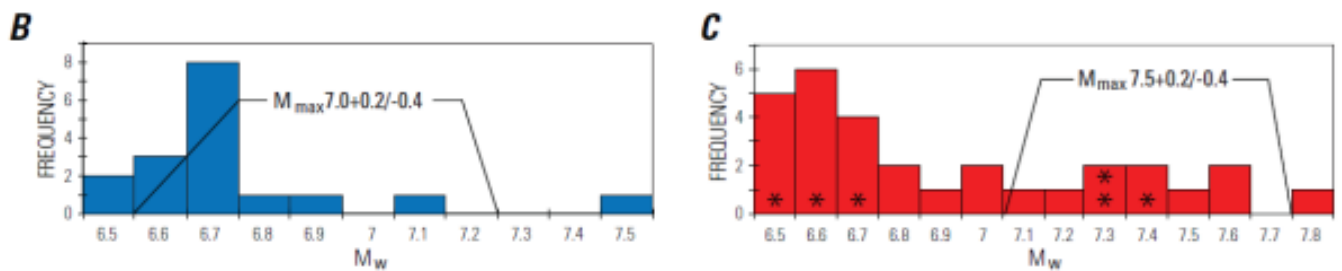 B
FREQUENCY
8
6
4
2
0
M max 7.0+0.2/-0.4
6.5 6.6 6.7 6.8 6.9 7 7.1 7.2 7.3 7.4 7.5
Mw
C
FREQUENCY
6
4
2
0
M max 7.5+0.2/-0.4
* * * * * *
6.5 6.6 6.7 6.8 6.9 7 7.1 7.2 7.3 7.4 7.5 7.6 7.7 7.8
Mw